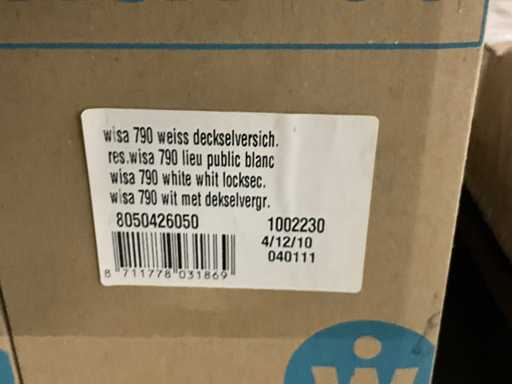 wisa 790 weiss deckselversich.
res.wisa 790 lieu public blanc
wisa 790 white whit locksec.
wisa 790 wit met dekselvergr.
8050426050 1002230
4/12/10
040111
8 711778 031869
wi